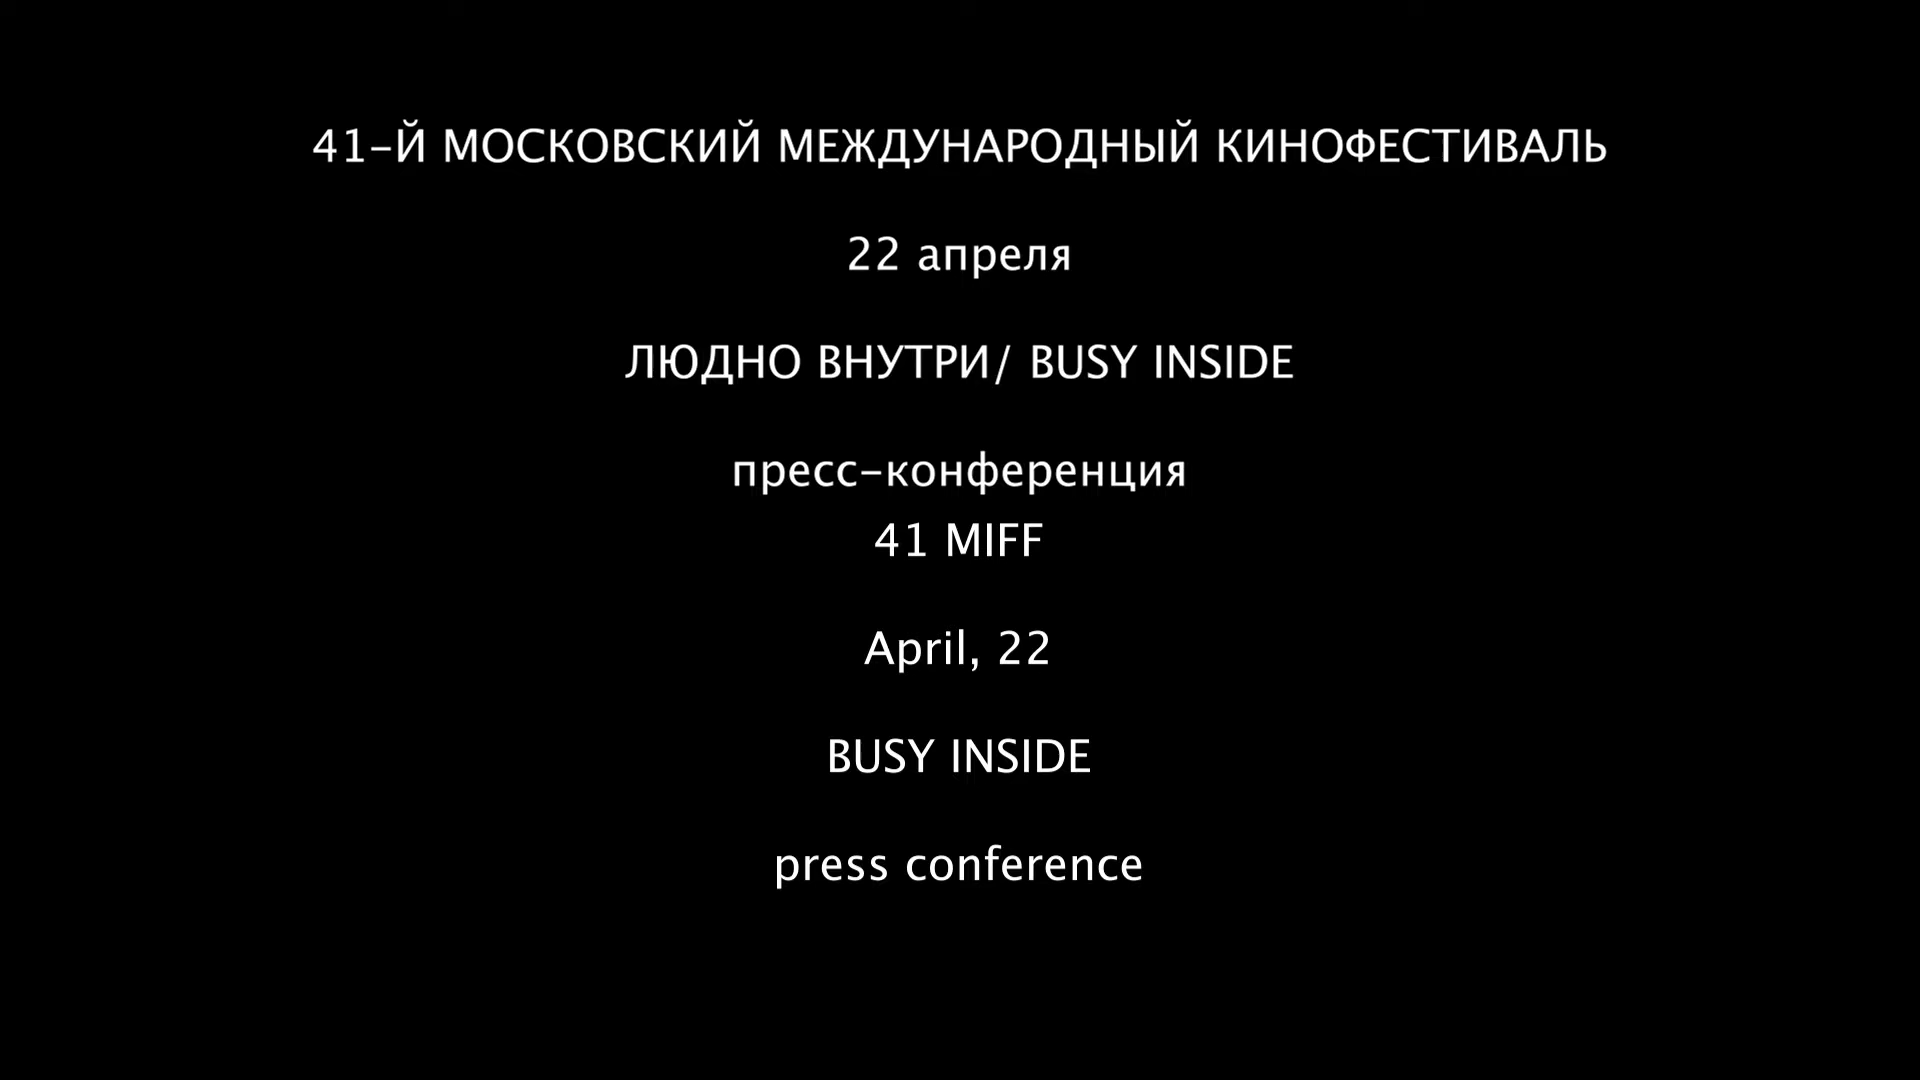 41-Й МОСКОВСКИЙ МЕЖДУНАРОДНЫЙ КИНОФЕСТИВАЛЬ
22 апреля
ЛЮДНО ВНУТРИ/ BUSY INSIDE
пресс-конференция
41 MIFF
April, 22
BUSY INSIDE
press conference